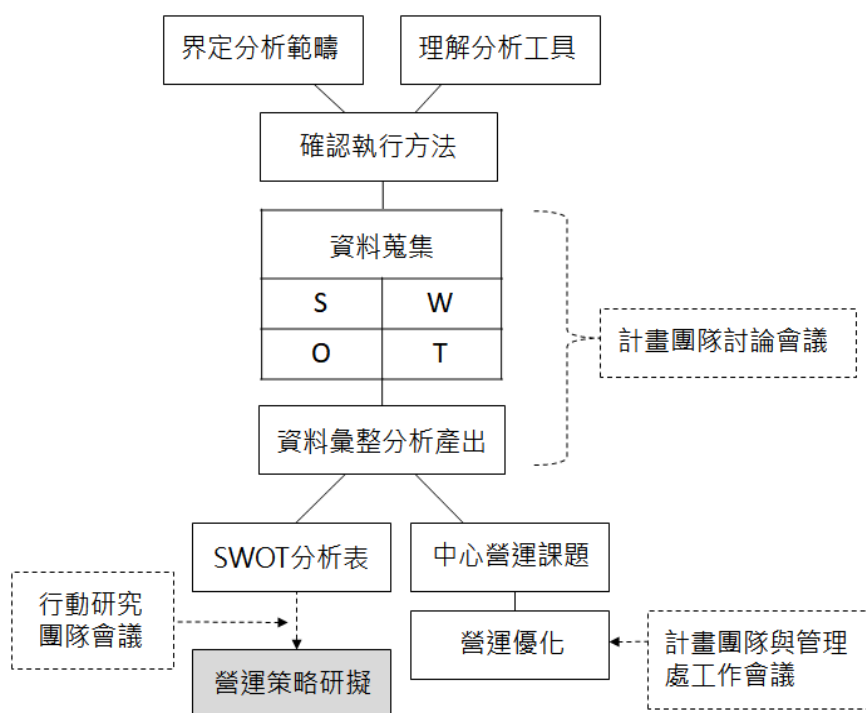 界定分析範疇
理解分析工具
確認執行方法
資料蒐集
S
W
O
T
計畫團隊討論會議
資料彙整分析產出
SWOT分析表
中心營運課題
行動研究
團隊會議
營運優化
計畫團隊與管理
處工作會議
營運策略研擬